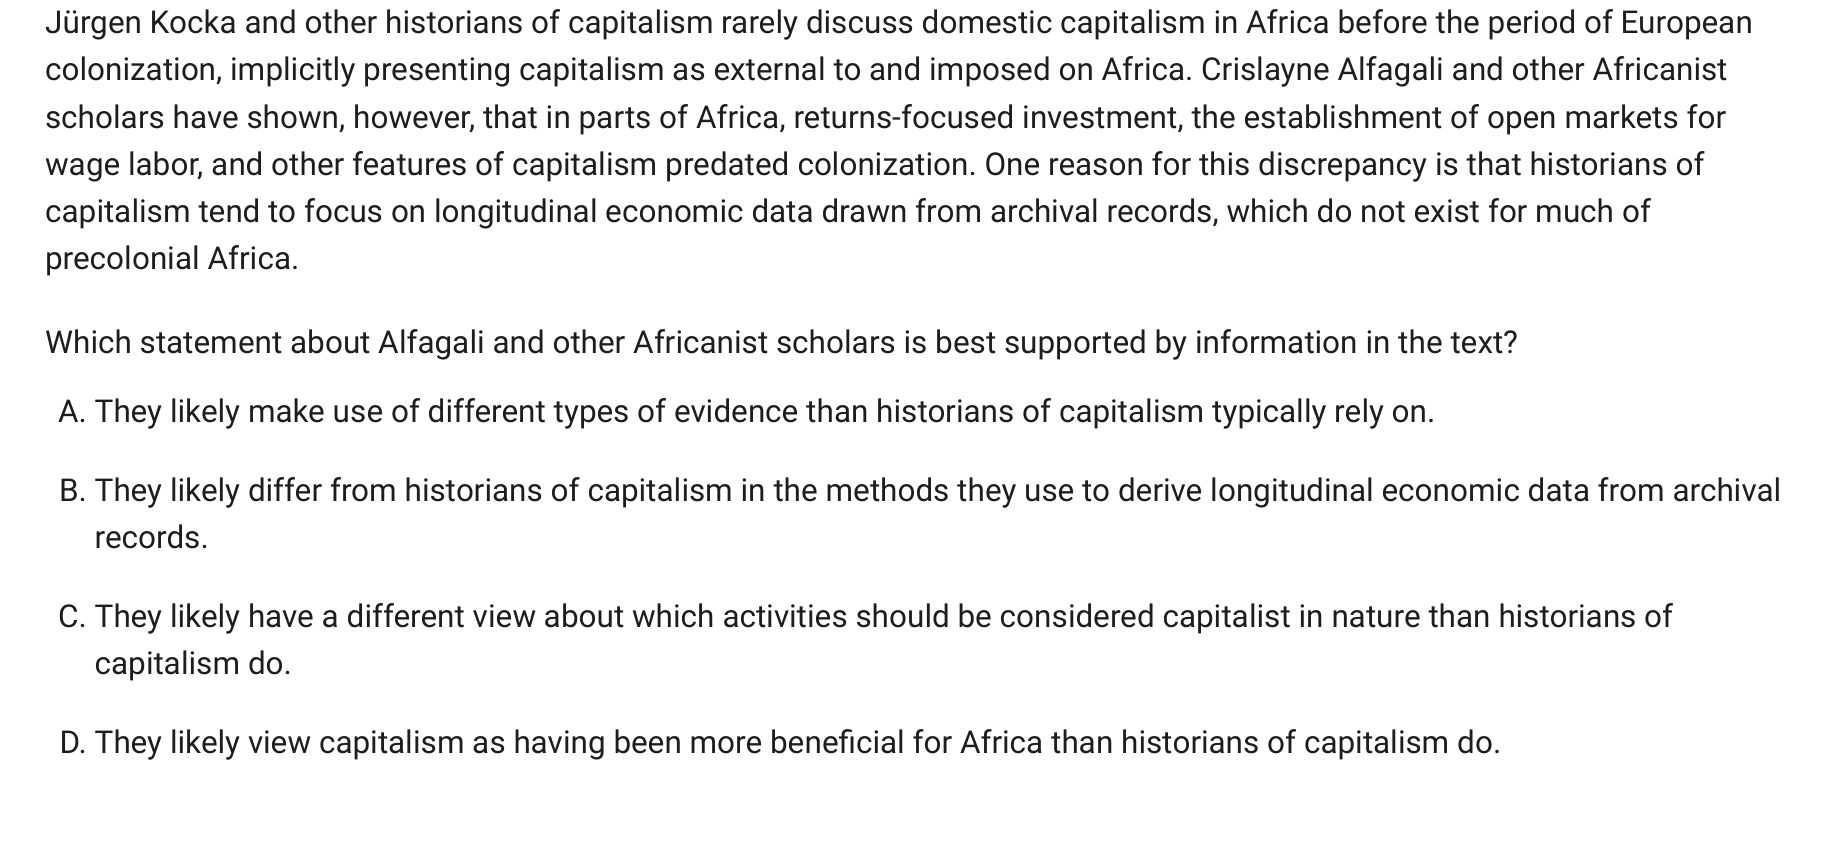 Jürgen Kocka and other historians of capitalism rarely discuss domestic capitalism in Africa before the period of European
colonization, implicitly presenting capitalism as external to and imposed on Africa. Crislayne Alfagali and other Africanist
scholars have shown, however, that in parts of Africa, returns-focused investment, the establishment of open markets for
wage labor, and other features of capitalism predated colonization. One reason for this discrepancy is that historians of
capitalism tend to focus on longitudinal economic data drawn from archival records, which do not exist for much of
precolonial Africa.
Which statement about Alfagali and other Africanist scholars is best supported by information in the text?
A. They likely make use of different types of evidence than historians of capitalism typically rely on.
B. They likely differ from historians of capitalism in the methods they use to derive longitudinal economic data from archival
records.
C. They likely have a different view about which activities should be considered capitalist in nature than historians of
capitalism do.
D. They likely view capitalism as having been more beneficial for Africa than historians of capitalism do.